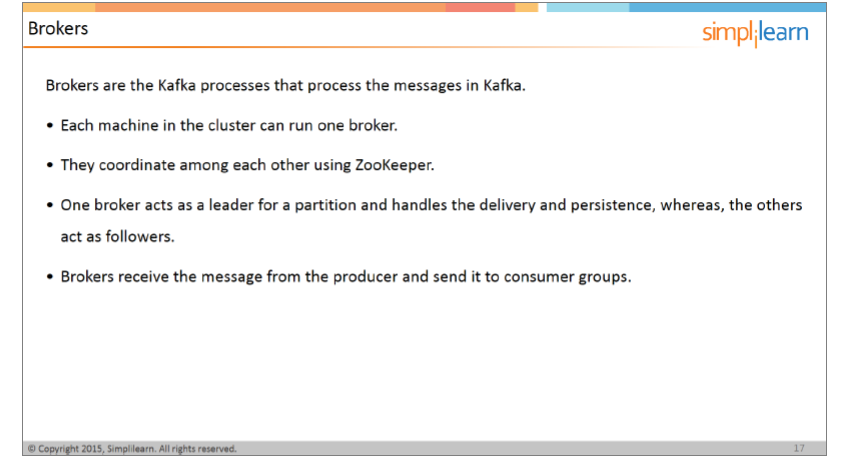 Brokers
simplilearn
Brokers are the Kafka processes that process the messages in Kafka.
• Each machine in the cluster can run one broker.
• They coordinate among each other using ZooKeeper.
• One broker acts as a leader for a partition and handles the delivery and persistence, whereas, the others
act as followers.
• Brokers receive the message from the producer and send it to consumer groups.
© Copyright 2015, Simplilearn. All rights reserved.
17